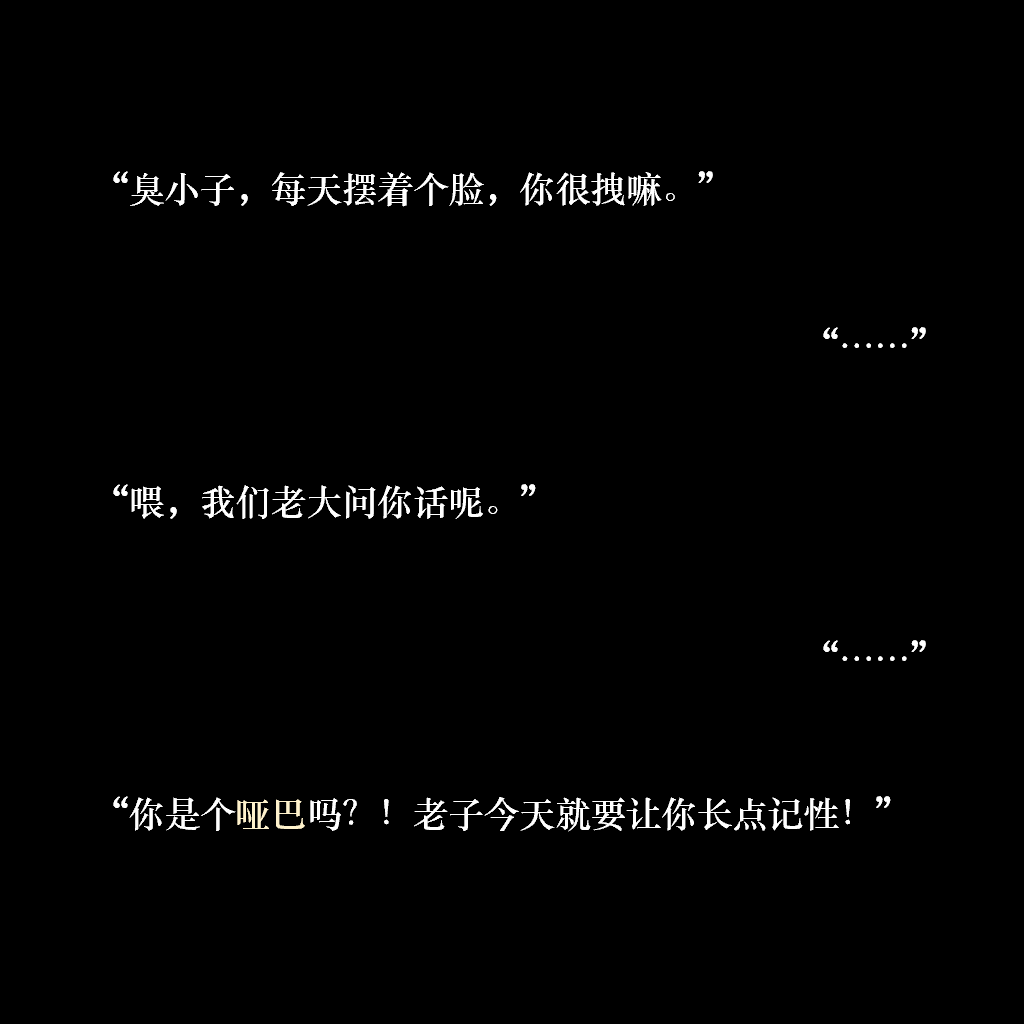 “臭小子，每天摆着个脸，你很拽嘛。”
“……”
“喂，我们老大问你话呢。”
“……”
“你是个哑巴吗？！老子今天就要让你长点记性！”